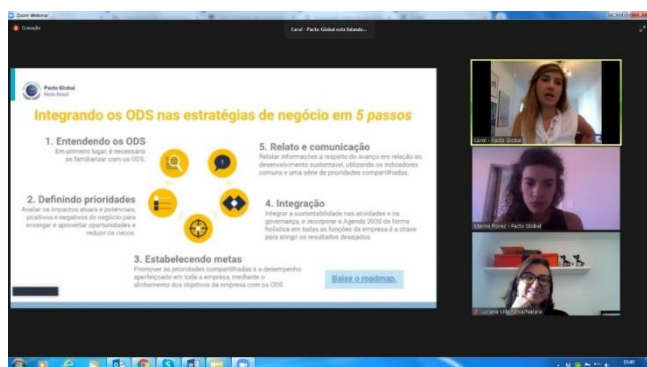 Zoom Webinar
Gravação
Carol - Pacto Global está falando...
Pacto Global
Rede Brasil
Integrando os ODS nas estratégias de negócio em 5 passos
1. Entendendo os ODS
Em primeiro lugar, é necessário
se familiarizar com os ODS.
2. Definindo prioridades
Avaliar os impactos atuais e potenciais,
positivos e negativos do negócio para
enxergar e aproveitar oportunidades e
reduzir os riscos.
3. Estabelecendo metas
Promover as prioridades compartilhadas e o desempenho
aperfeiçoado em toda a empresa, mediante o
alinhamento dos objetivos da empresa com os ODS.
5. Relato e comunicação
Relatar informações a respeito do avanço em relação ao
desenvolvimento sustentável, utilizando os indicadores
comuns e uma série de prioridades compartilhadas.
4. Integração
Integrar a sustentabilidade nas atividades e na
governança, e incorporar a Agenda 2030 de forma
holística em todas as funções da empresa é a chave
para atingir os resultados desejados.
Baixe o roadmap.
Carol - Pacto Global
Marina Florez - Pacto Global
Luciana Villa Silva/Natura